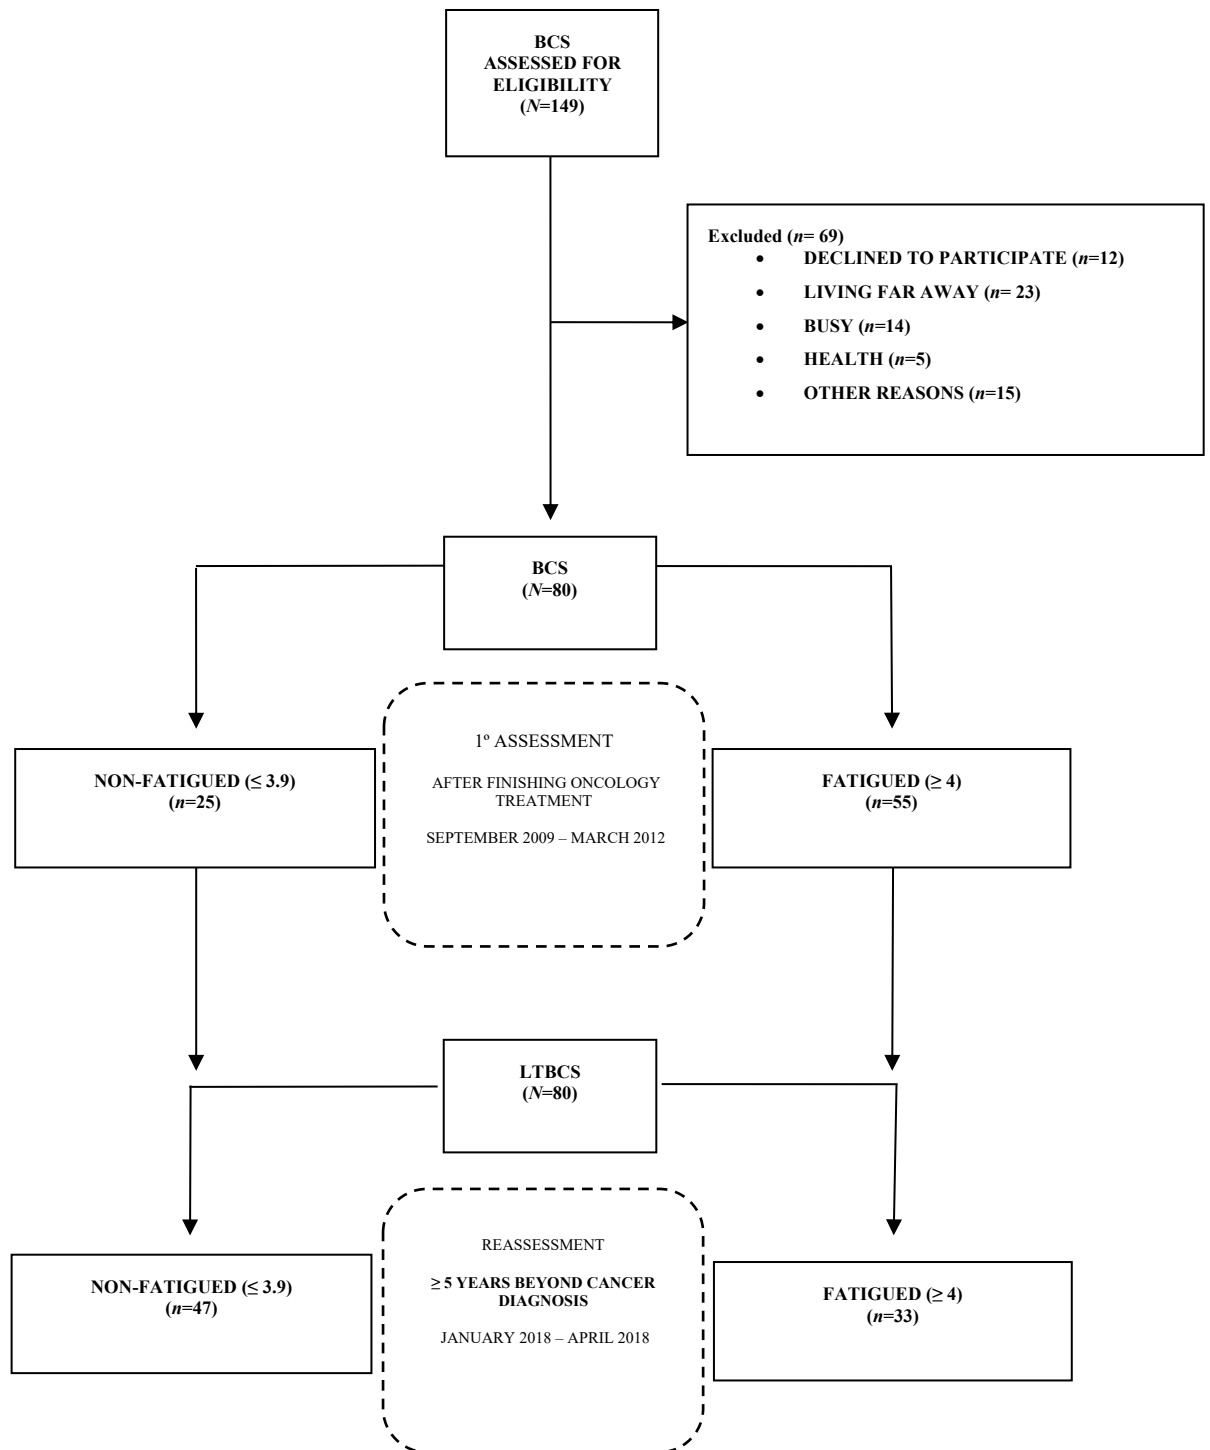 BCS
ASSESSED FOR
ELIGIBILITY
(N=149)
Excluded (n= 69)
• DECLINED TO PARTICIPATE (n=12)
• LIVING FAR AWAY (n= 23)
• BUSY (n=14)
• HEALTH (n=5)
• OTHER REASONS (n=15)
BCS
(N=80)
NON-FATIGUED (≤ 3.9)
(n=25)
1º ASSESSMENT
AFTER FINISHING ONCOLOGY
TREATMENT
SEPTEMBER 2009 – MARCH 2012
FATIGUED (≥ 4)
(n=55)
LTBCS
(N=80)
NON-FATIGUED (≤ 3.9)
(n=47)
REASSESSMENT
≥ 5 YEARS BEYOND CANCER
DIAGNOSIS
JANUARY 2018 – APRIL 2018
FATIGUED (≥ 4)
(n=33)